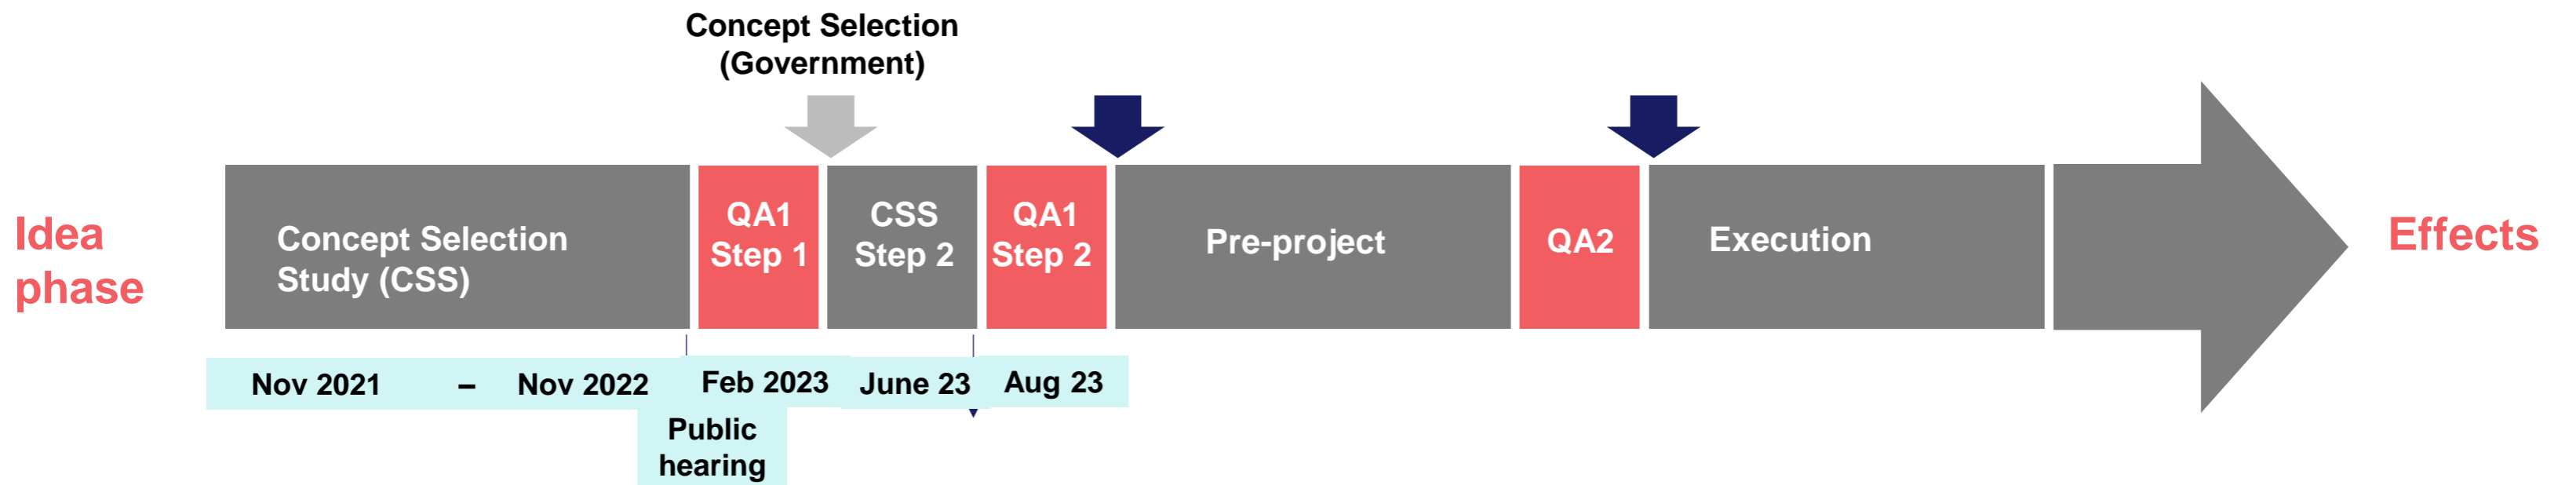 Concept Selection
(Government)
Idea
phase
Concept Selection
Study (CSS)
QA1
Step 1
CSS
Step 2
QA1
Step 2
Pre-project
QA2
Execution
Effects
Nov 2021 – Nov 2022
Feb 2023
June 23
Aug 23
Public
hearing